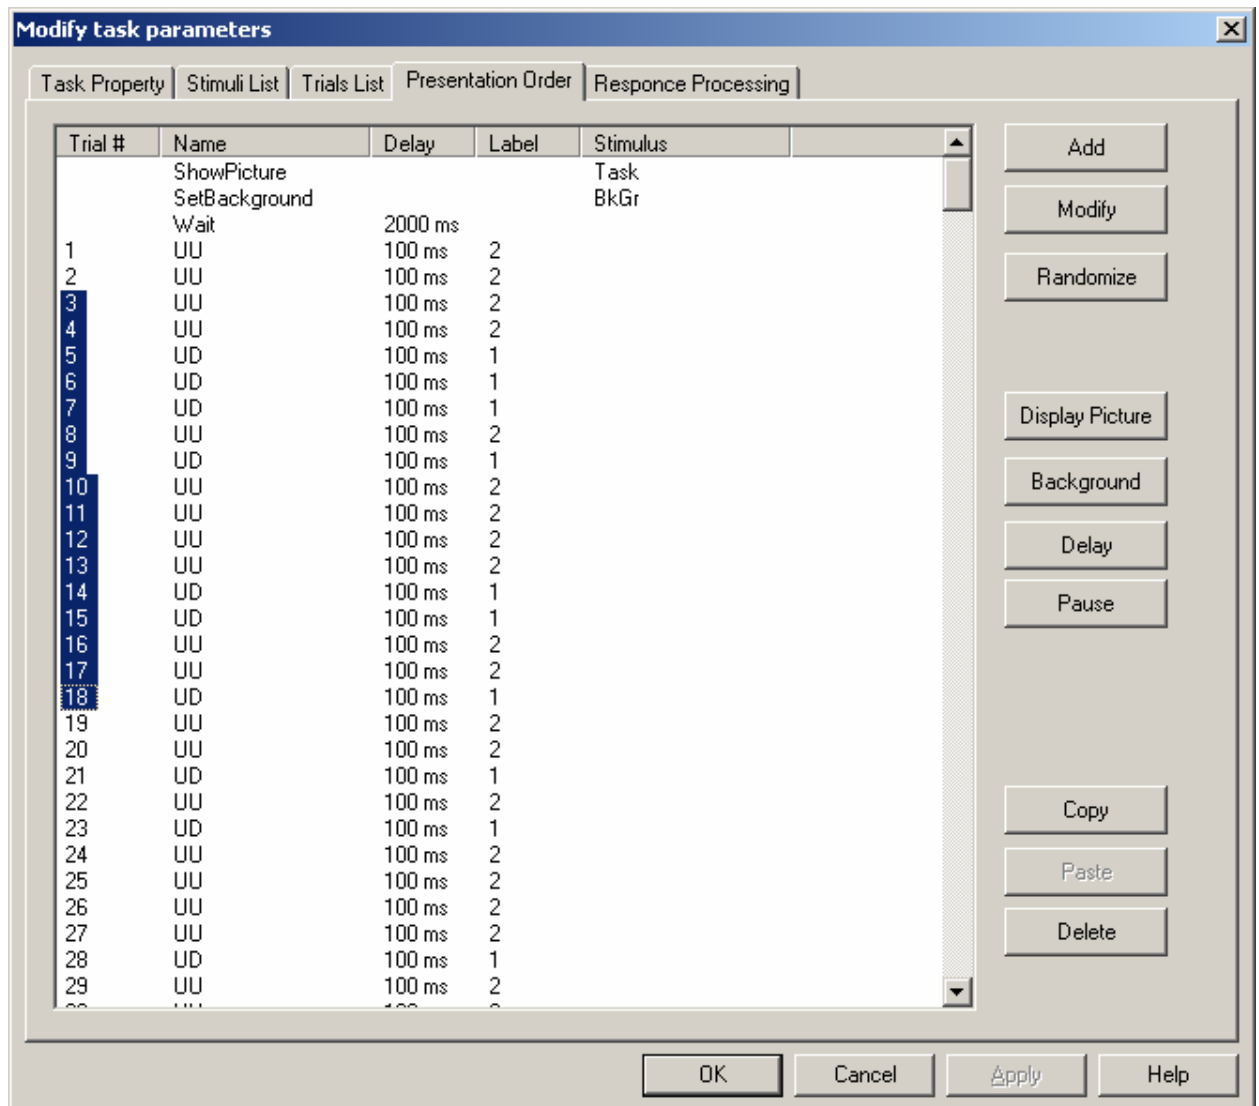 Modify task parameters
Task Property Stimuli List Trials List Presentation Order Responce Processing
Trial # Name Delay Label Stimulus
ShowPicture Task
SetBackground BkGr
Wait 2000 ms
1 UU 100 ms 2
2 UU 100 ms 2
3 UU 100 ms 2
4 UU 100 ms 2
5 UD 100 ms 1
6 UD 100 ms 1
7 UD 100 ms 1
8 UU 100 ms 2
9 UD 100 ms 1
10 UU 100 ms 2
11 UU 100 ms 2
12 UU 100 ms 2
13 UU 100 ms 2
14 UD 100 ms 1
15 UD 100 ms 1
16 UU 100 ms 2
17 UU 100 ms 2
18 UD 100 ms 1
19 UU 100 ms 2
20 UU 100 ms 2
21 UD 100 ms 1
22 UU 100 ms 2
23 UD 100 ms 1
24 UU 100 ms 2
25 UU 100 ms 2
26 UU 100 ms 2
27 UU 100 ms 2
28 UD 100 ms 1
29 UU 100 ms 2
Add
Modify
Randomize
Display Picture
Background
Delay
Pause
Copy
Paste
Delete
OK Cancel Apply Help